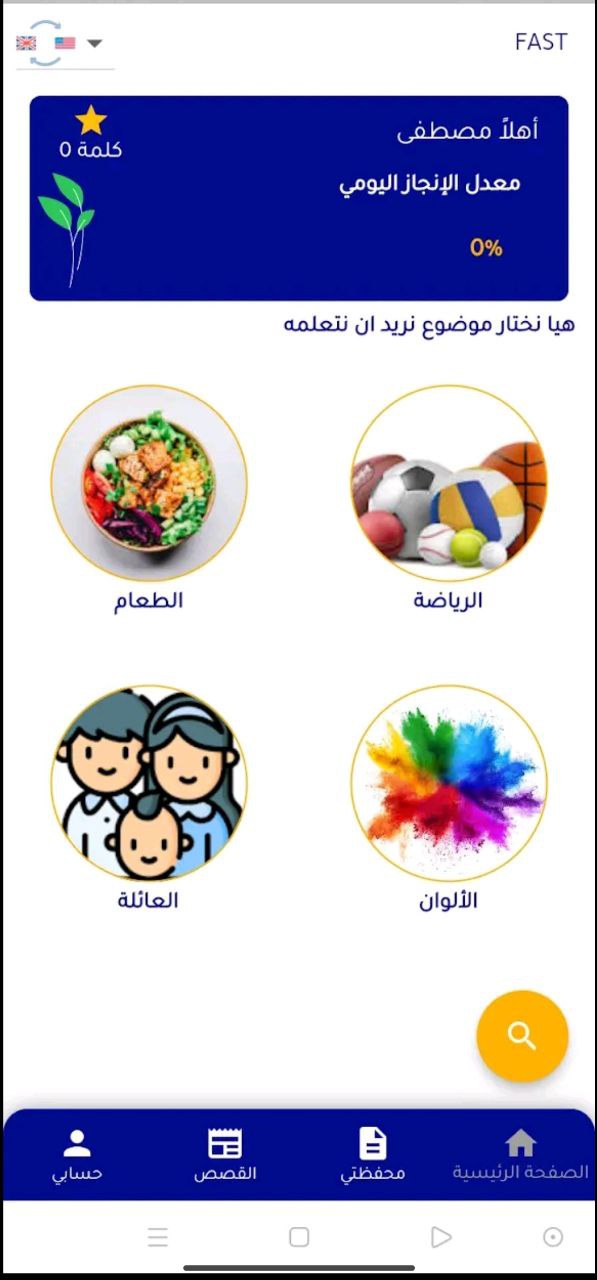 FAST
أهلاً مصطفى
كلمة 0
معدل الإنجاز اليومي
0%
هيا نختار موضوع نريد ان نتعلمه
الرياضة
الطعام
الألوان
العائلة
الصفحة الرئيسية
محفظتي
القصص
حسابي